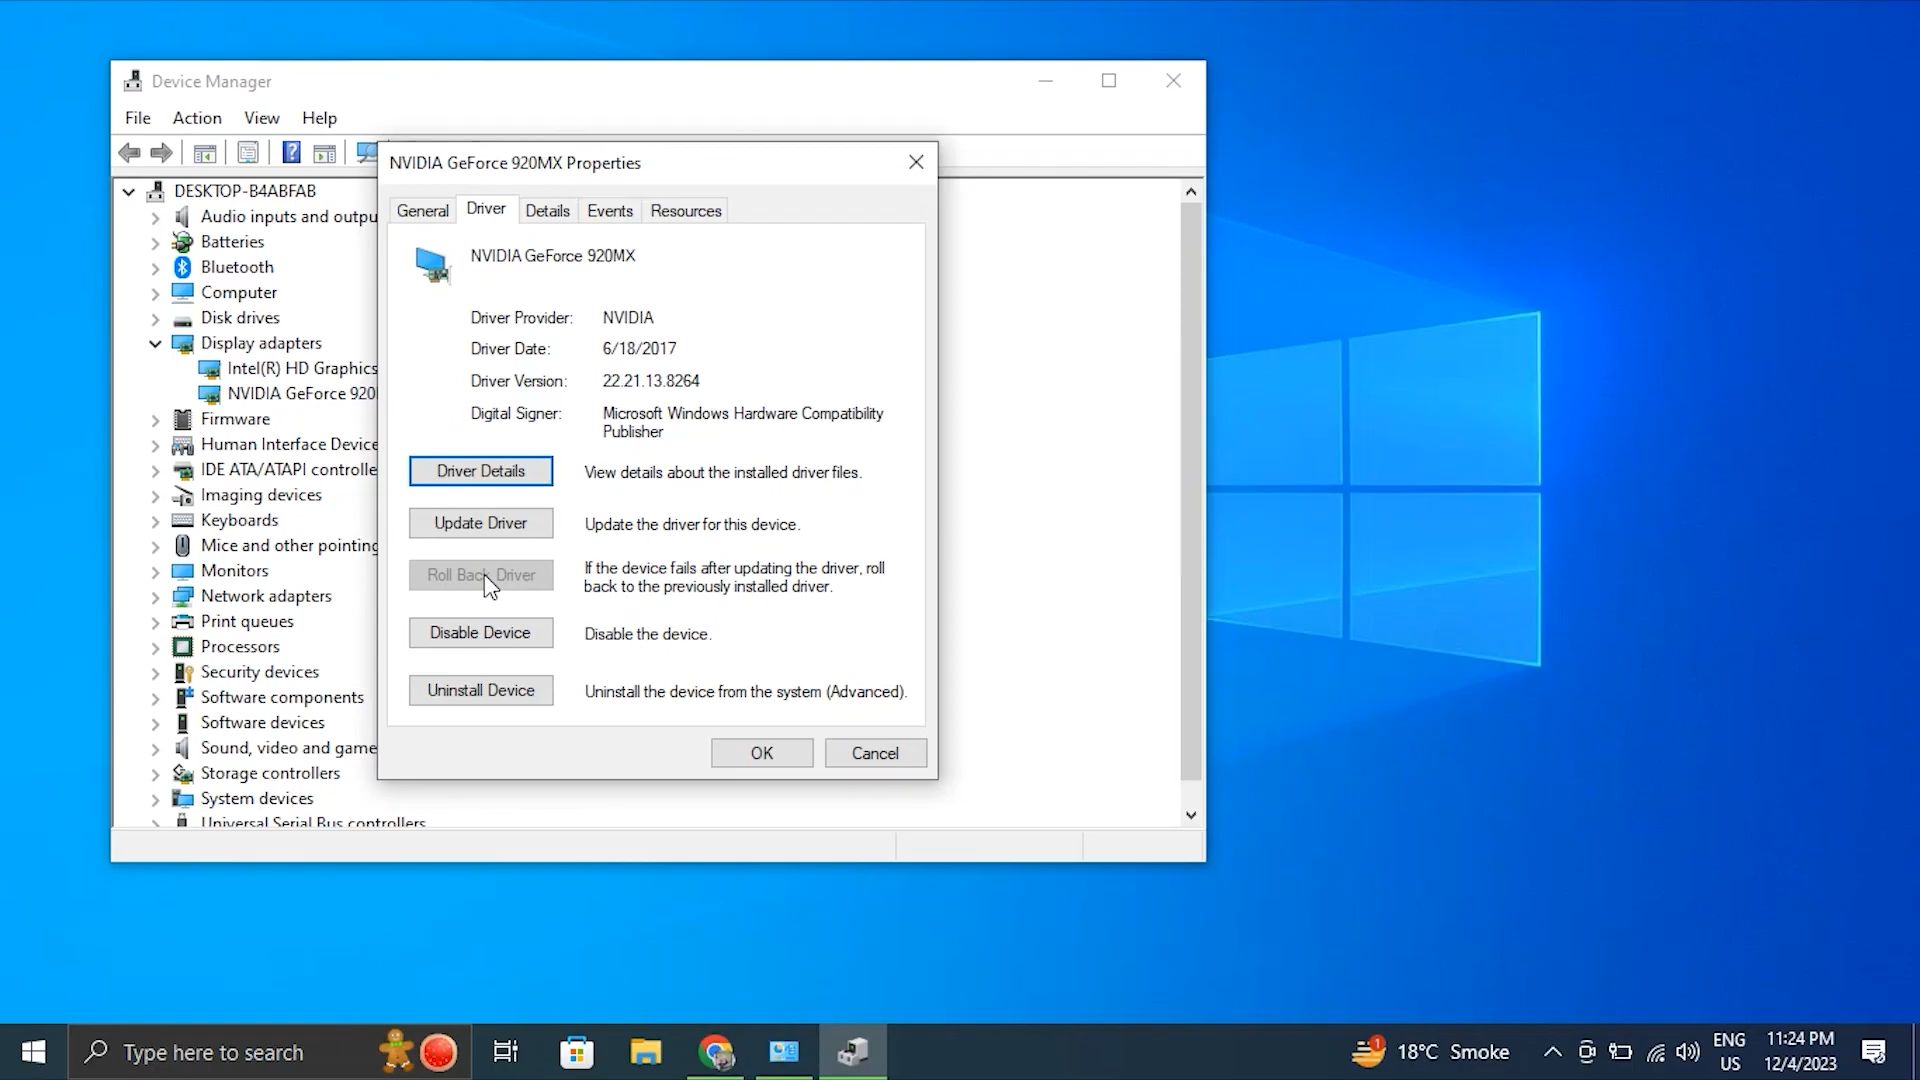 Device Manager
File Action View Help
NVIDIA GeForce 920MX Properties
DESKTOP-B4ABFAB
Audio inputs and outpu
Batteries
Bluetooth
Computer
Disk drives
Display adapters
Intel(R) HD Graphics
NVIDIA GeForce 920
Firmware
Human Interface Device
IDE ATA/ATAPI controlle
Imaging devices
Keyboards
Mice and other pointing
Monitors
Network adapters
Print queues
Processors
Security devices
Software components
Software devices
Sound, video and game
Storage controllers
System devices
Universal Serial Bus controllers
General Driver Details Events Resources
NVIDIA GeForce 920MX
Driver Provider: NVIDIA
Driver Date: 6/18/2017
Driver Version: 22.21.13.8264
Digital Signer: Microsoft Windows Hardware Compatibility
Publisher
Driver Details View details about the installed driver files.
Update Driver Update the driver for this device.
Roll Back Driver If the device fails after updating the driver, roll
back to the previously installed driver.
Disable Device Disable the device.
Uninstall Device Uninstall the device from the system (Advanced).
OK Cancel
Type here to search
1
18°C Smoke
ENG
US
11:24 PM
12/4/2023